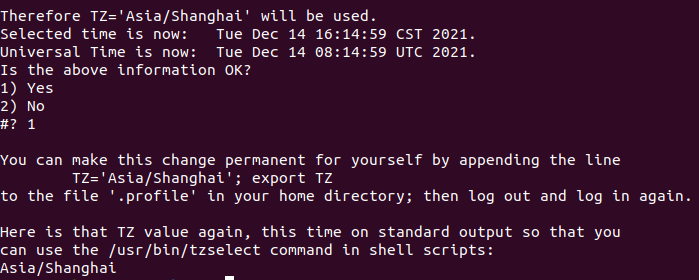 Therefore TZ='Asia/Shanghai' will be used.
Selected time is now:   Tue Dec 14 16:14:59 CST 2021.
Universal Time is now:  Tue Dec 14 08:14:59 UTC 2021.
Is the above information OK?
1) Yes
2) No
#? 1
You can make this change permanent for yourself by appending the line
        TZ='Asia/Shanghai'; export TZ
to the file '.profile' in your home directory; then log out and log in again.
Here is that TZ value again, this time on standard output so that you
can use the /usr/bin/tzselect command in shell scripts:
Asia/Shanghai